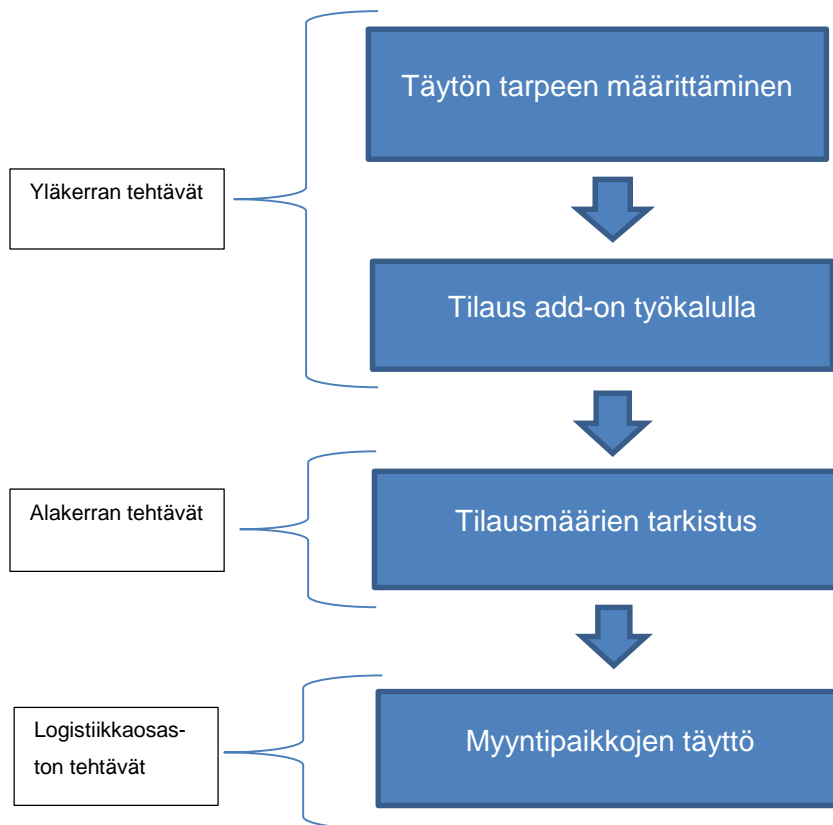 Täytön tarpeen määrittäminen
Yläkerran tehtävät
Tilaus add-on työkalulla
Alakerran tehtävät
Tilausmäärien tarkistus
Logistiikkaosas-
ton tehtävät
Myyntipaikkojen täyttö